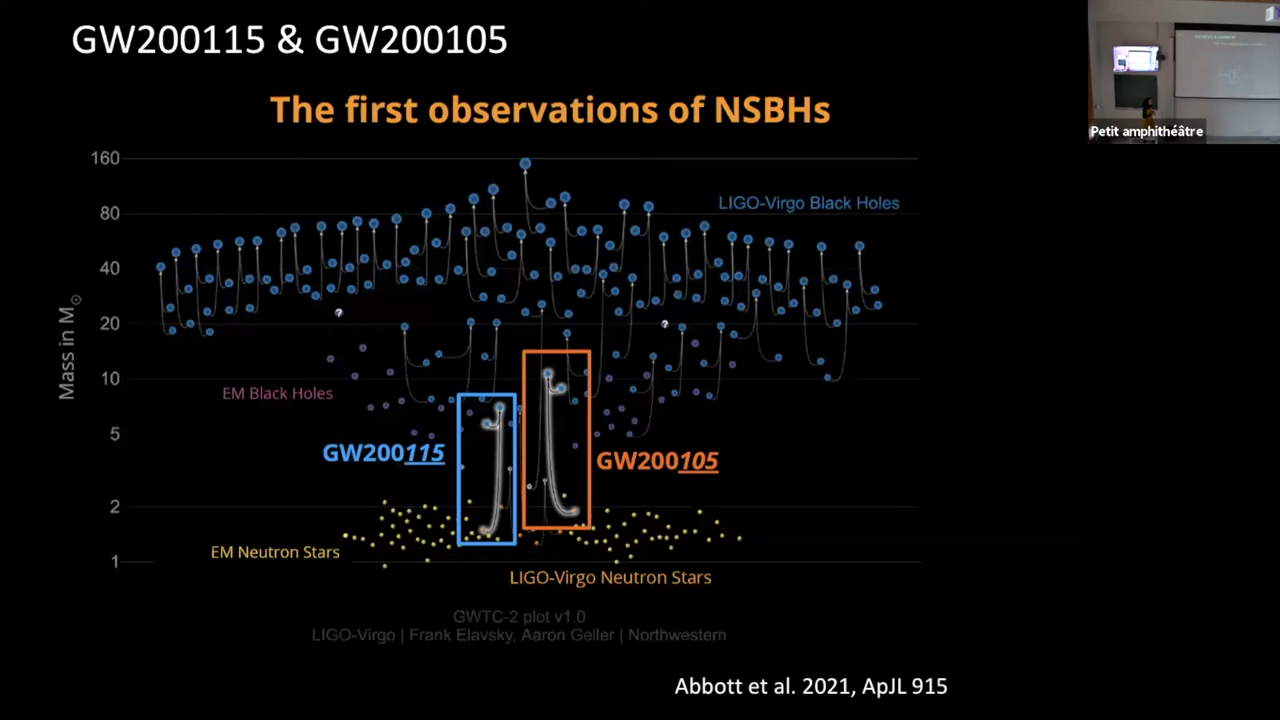 GW200115 & GW200105
Petit amphithéâtre
The first observations of NSBHs
160
80
40
20
10
5
2
1
Mass in M☉
LIGO-Virgo Black Holes
EM Black Holes
GW200115
GW200105
EM Neutron Stars
LIGO-Virgo Neutron Stars
GWTC-2 plot v1.0
LIGO-Virgo | Frank Elavsky, Aaron Geller | Northwestern
Abbott et al. 2021, ApJL 915